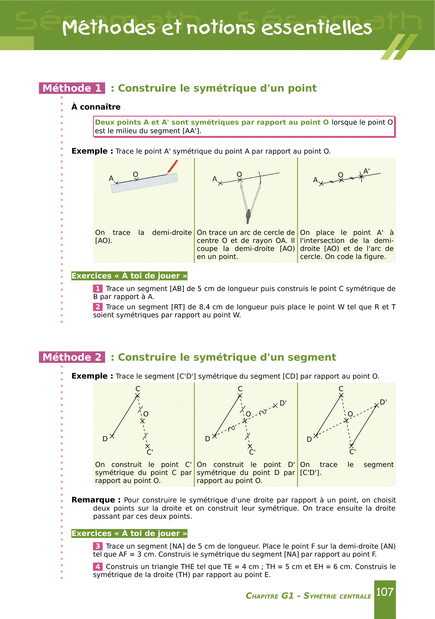 Méthodes et notions essentielles
Méthode 1 : Construire le symétrique d'un point
À connaître
Deux points A et A' sont symétriques par rapport au point O lorsque le point O
est le milieu du segment [AA'].
Exemple : Trace le point A' symétrique du point A par rapport au point O.
A O
A O
A O A'
On trace la demi-droite
[AO).
On trace un arc de cercle de
centre O et de rayon OA. Il
coupe la demi-droite [AO)
en un point.
On place le point A' à
l'intersection de la demi-
droite [AO) et de l'arc de
cercle. On code la figure.
Exercices « À toi de jouer »
1 Trace un segment [AB] de 5 cm de longueur puis construis le point C symétrique de
B par rapport à A.
2 Trace un segment [RT] de 8,4 cm de longueur puis place le point W tel que R et T
soient symétriques par rapport au point W.
Méthode 2 : Construire le symétrique d'un segment
Exemple : Trace le segment [C'D'] symétrique du segment [CD] par rapport au point O.
C
O
D
C'
C
D'
O
D
C'
C
D'
O
D
C'
On construit le point C'
symétrique du point C par
rapport au point O.
On construit le point D'
symétrique du point D par
rapport au point O.
On trace le segment
[C'D'].
Remarque : Pour construire le symétrique d'une droite par rapport à un point, on choisit
deux points sur la droite et on construit leur symétrique. On trace ensuite la droite
passant par ces deux points.
Exercices « À toi de jouer »
3 Trace un segment [NA] de 5 cm de longueur. Place le point F sur la demi-droite [AN)
tel que AF = 3 cm. Construis le symétrique du segment [NA] par rapport au point F.
4 Construis un triangle THE tel que TE = 4 cm ; TH = 5 cm et EH = 6 cm. Construis le
symétrique de la droite (TH) par rapport au point E.
CHAPITRE G1 - SYMÉTRIE CENTRALE 107